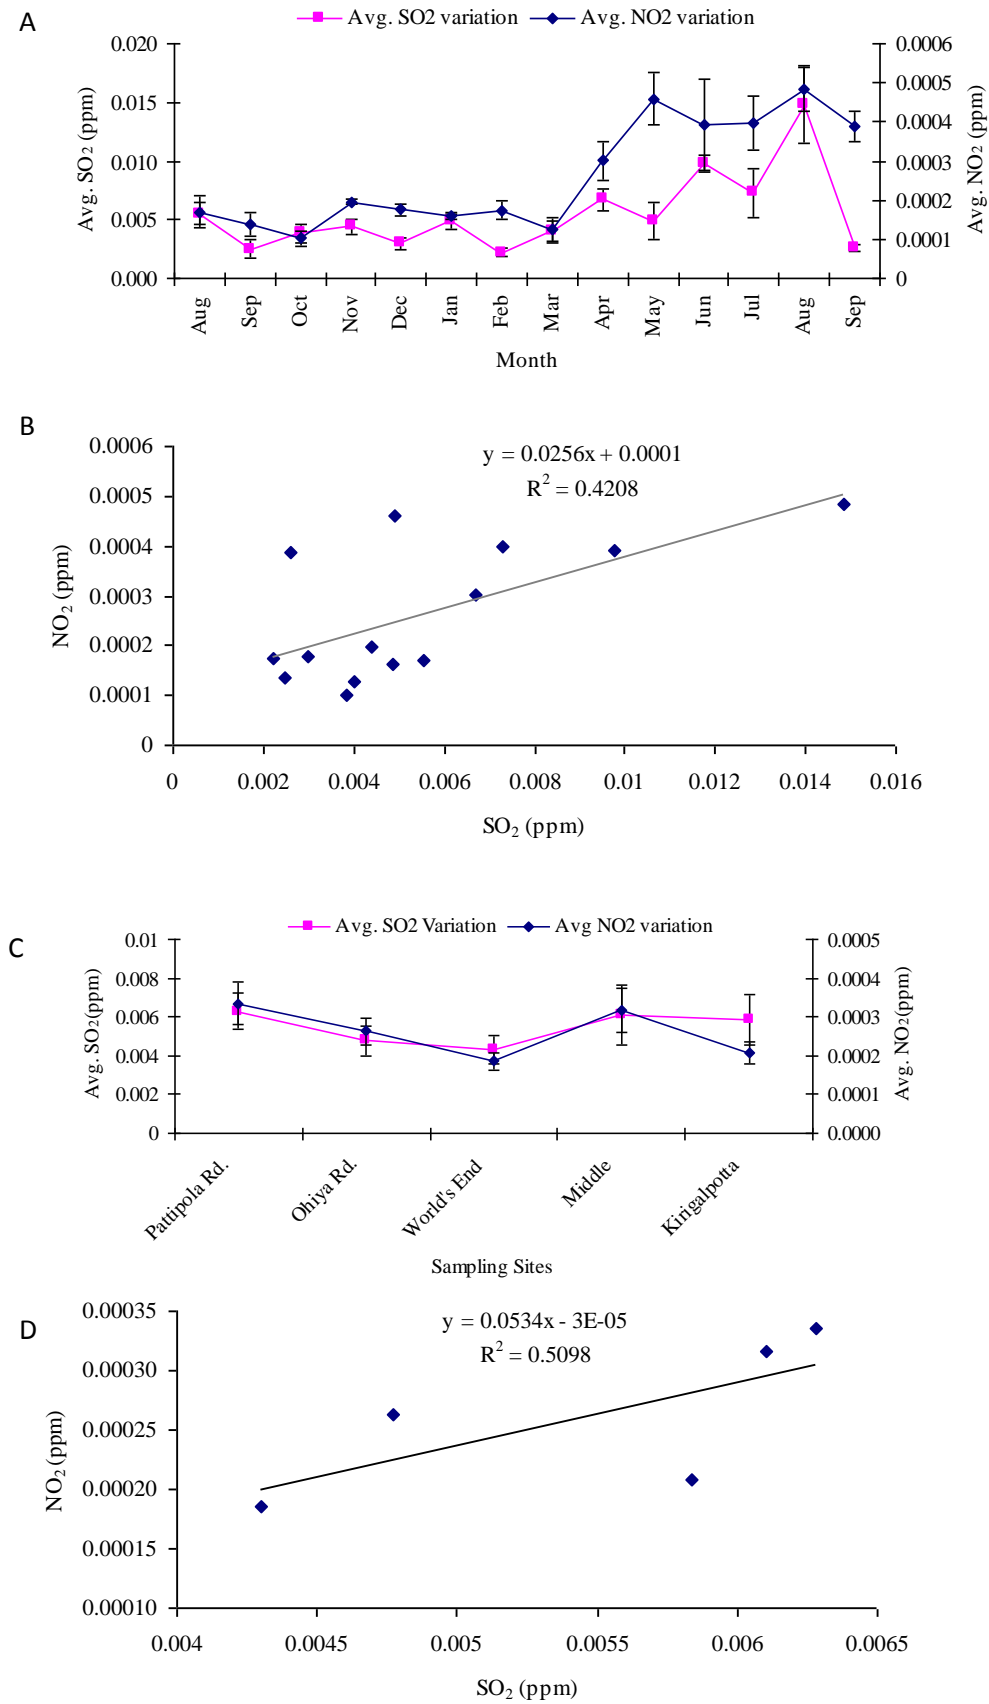 A
Avg. SO2 variation Avg. NO2 variation
Avg. SO2 (ppm)
0.020
0.015
0.010
0.005
0.000
0.0006
0.0005
0.0004
0.0003
0.0002
0.0001
0
Avg. NO2 (ppm)
Aug Sep Oct Nov Dec Jan Feb Mar Apr May Jun Jul Aug Sep
Month
B
NO2 (ppm)
0.0006
0.0005
0.0004
0.0003
0.0002
0.0001
0
y = 0.0256x + 0.0001
R2 = 0.4208
0 0.002 0.004 0.006 0.008 0.01 0.012 0.014 0.016
SO2 (ppm)
C
Avg. SO2 Variation Avg NO2 variation
Avg. SO2(ppm)
0.01
0.008
0.006
0.004
0.002
0
0.0005
0.0004
0.0003
0.0002
0.0001
0.0000
Avg. NO2(ppm)
Pattipola Rd. Ohiya Rd. World's End Middle Kirigalpotta
Sampling Sites
D
NO2 (ppm)
0.00035
0.00030
0.00025
0.00020
0.00015
0.00010
y = 0.0534x - 3E-05
R2 = 0.5098
0.004 0.0045 0.005 0.0055 0.006 0.0065
SO2 (ppm)